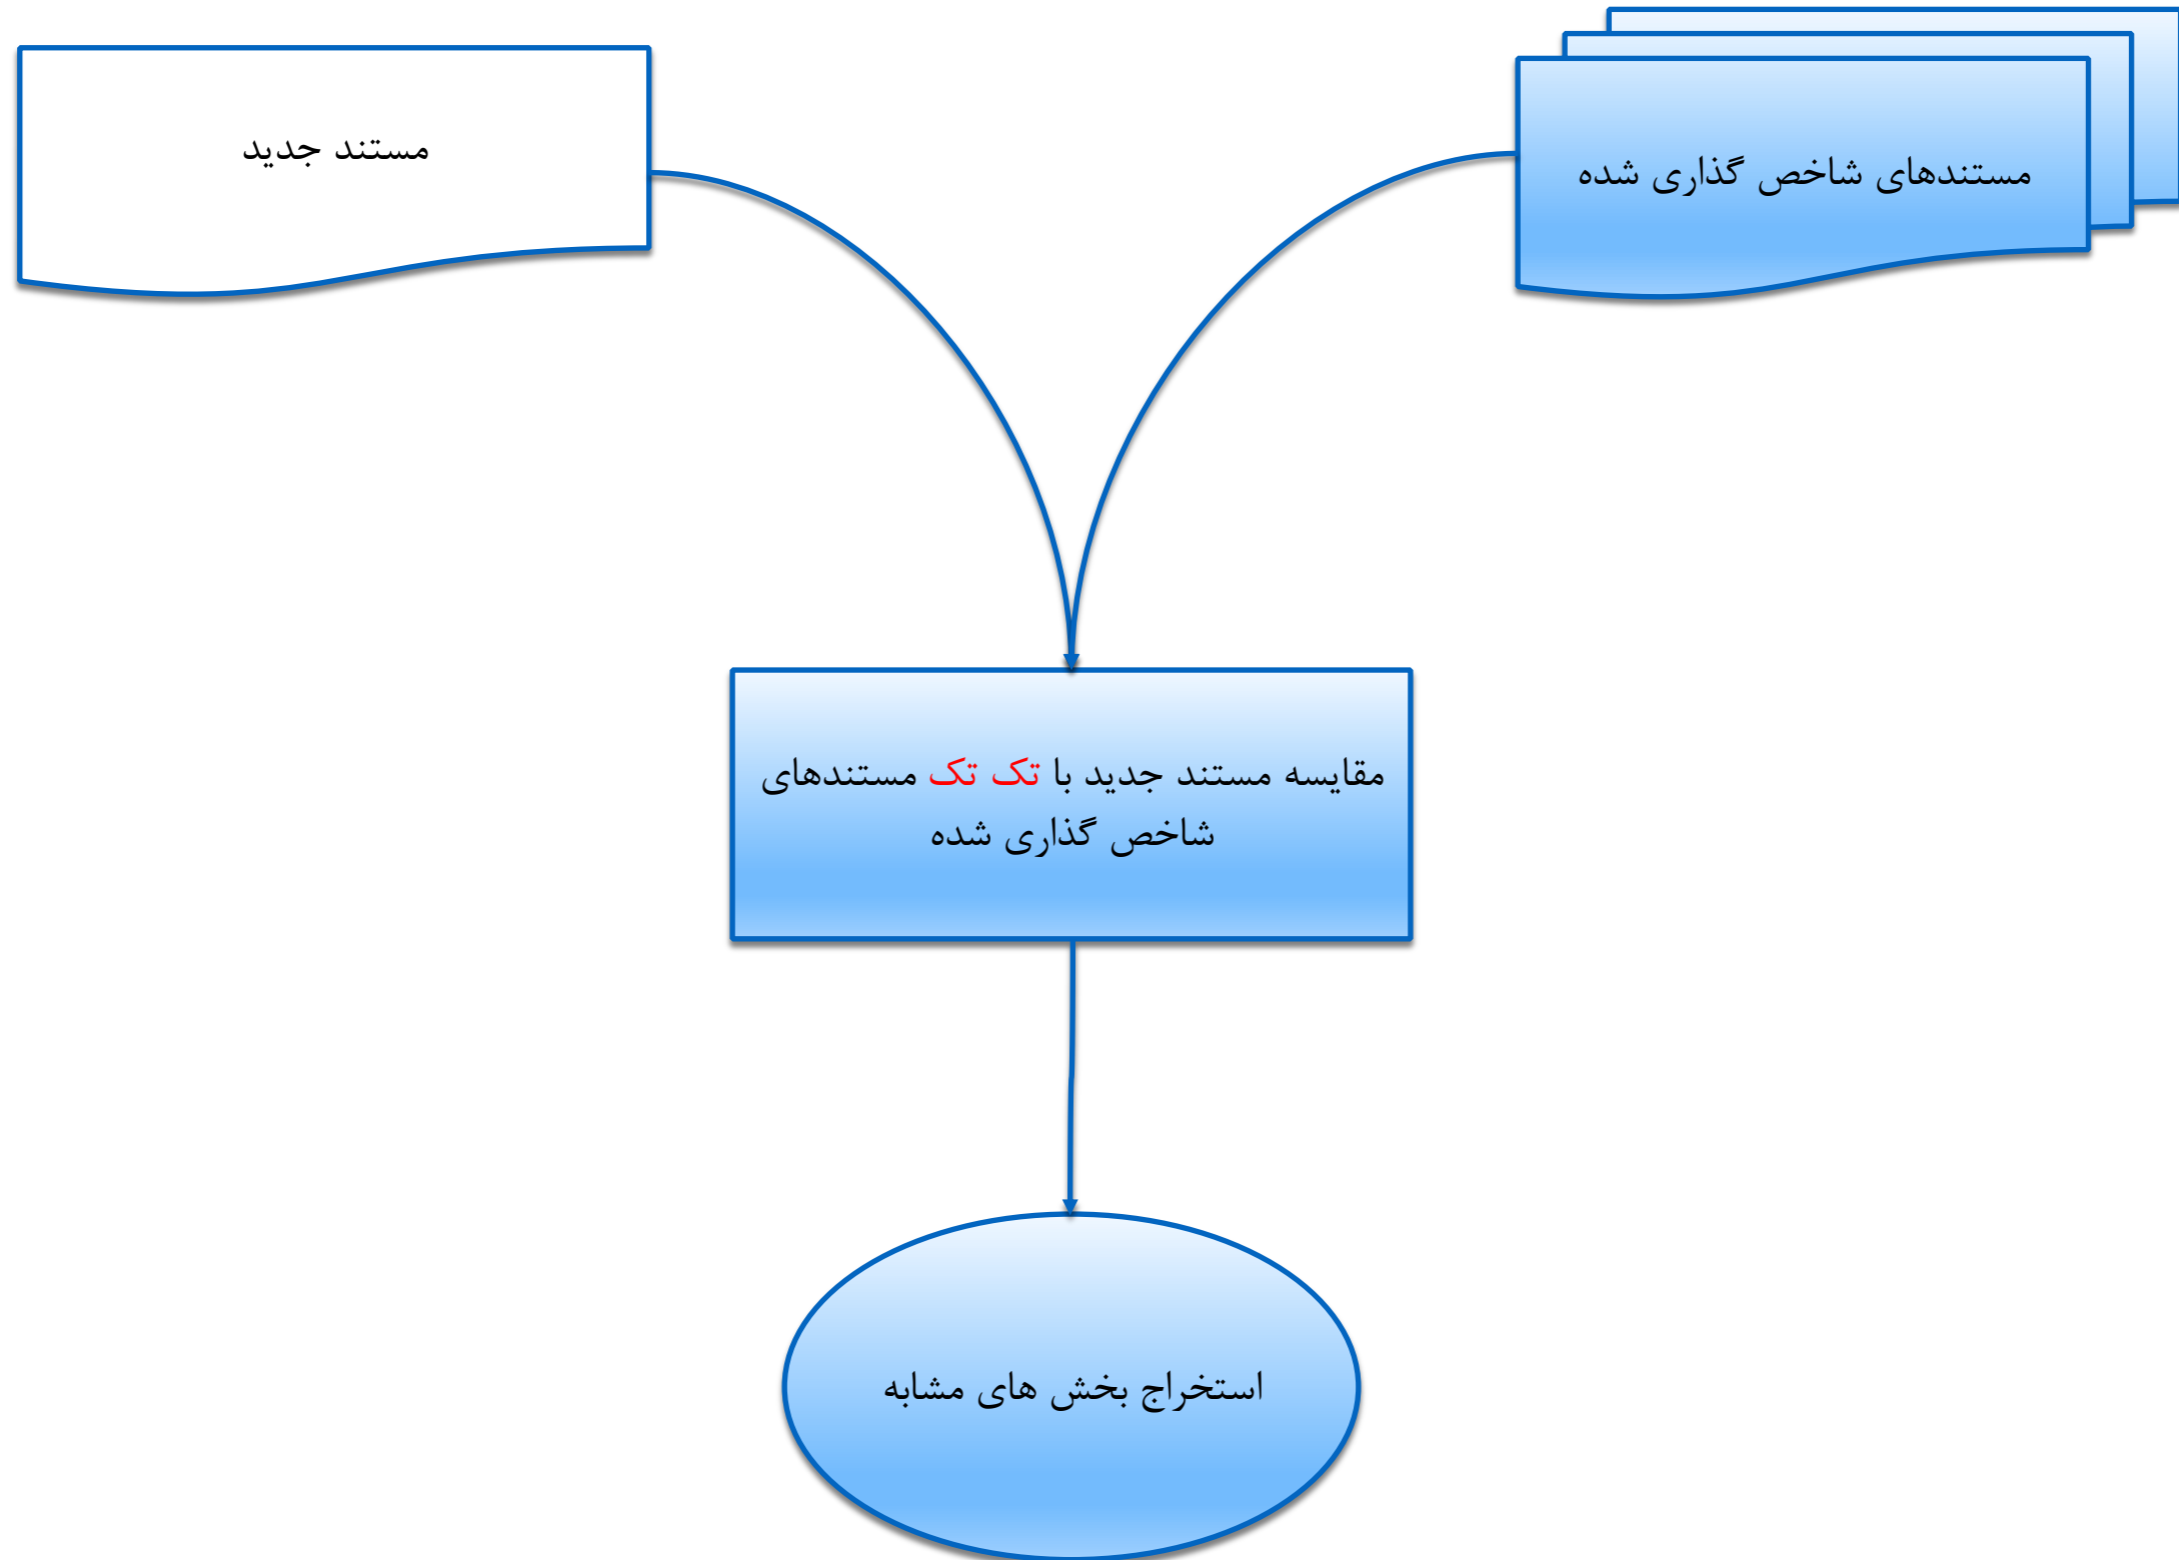 مستندهای شاخص گذاری شده
مستند جدید
مقایسه مستند جدید با تک تک مستندهای
شاخص گذاری شده
استخراج بخش های مشابه